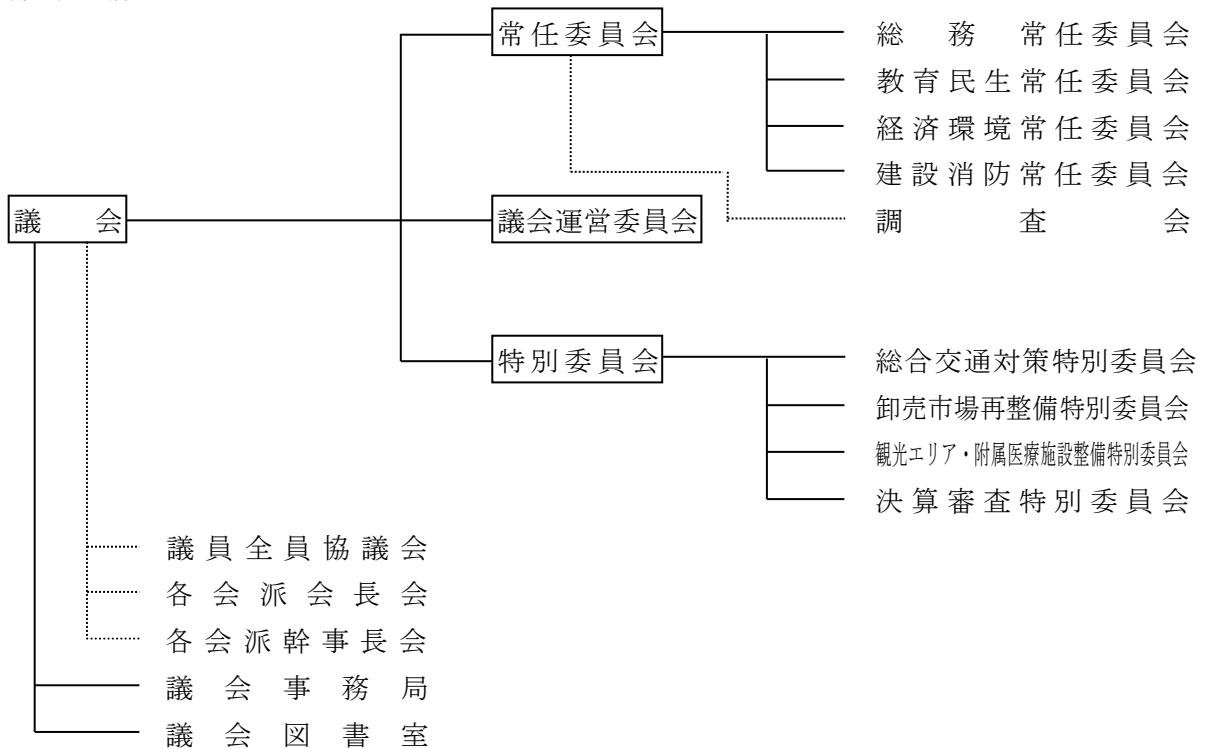 常任委員会
総務常任委員会
教育民生常任委員会
経済環境常任委員会
建設消防常任委員会
調査会
議会
議会運営委員会
特別委員会
総合交通対策特別委員会
卸売市場再整備特別委員会
観光エリア・附属医療施設整備特別委員会
決算審査特別委員会
議員全員協議会
各会派会長会
各会派幹事長会
議会事務局
議会図書室